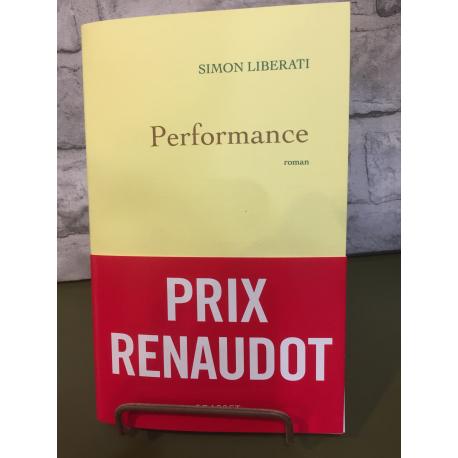 SIMON LIBERATI
Performance
roman
PRIX
RENAUDOT